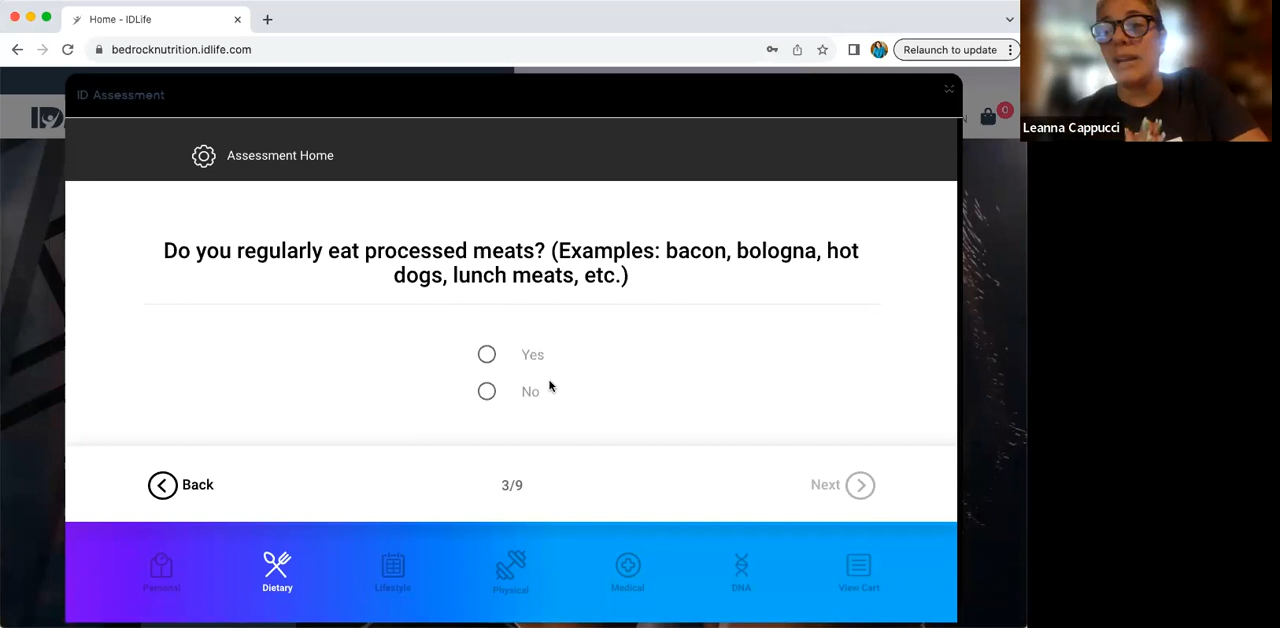 Home - IDLife
bedrocknutrition.idlife.com
Relaunch to update
ID Assessment
ID
0
Leanna Cappucci
Assessment Home
Do you regularly eat processed meats? (Examples: bacon, bologna, hot
dogs, lunch meats, etc.)
Yes
No
Back
3/9
Next
Personal
Dietary
Lifestyle
Physical
Medical
DNA
View Cart